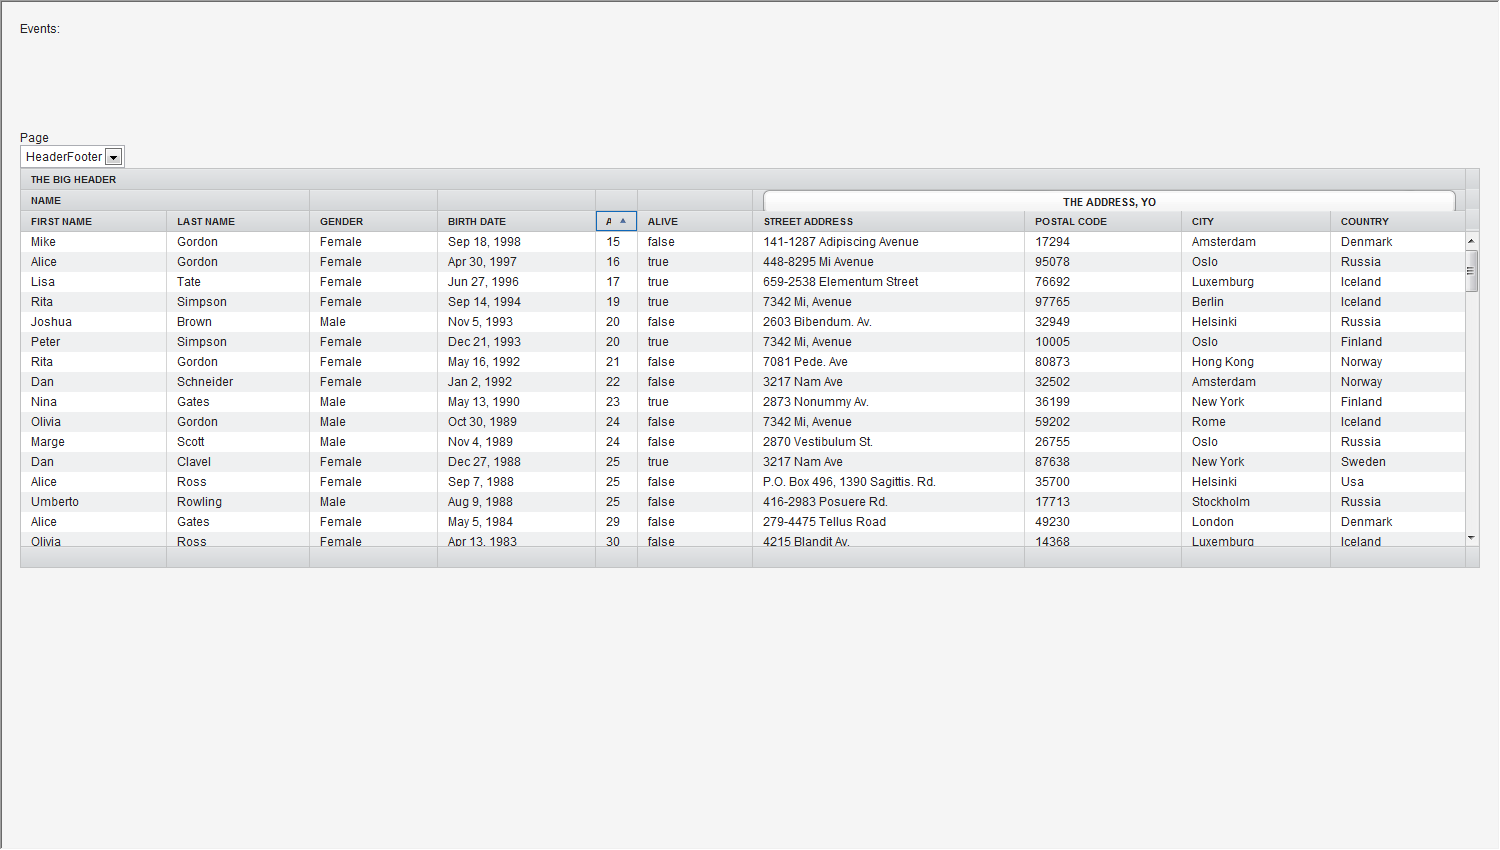 Events:
Page
HeaderFooter
THE BIG HEADER
NAME THE ADDRESS, YO
FIRST NAME LAST NAME GENDER BIRTH DATE A ALIVE STREET ADDRESS POSTAL CODE CITY COUNTRY
Mike Gordon Female Sep 18, 1998 15 false 141-1287 Adipiscing Avenue 17294 Amsterdam Denmark
Alice Gordon Female Apr 30, 1997 16 true 448-8295 Mi Avenue 95078 Oslo Russia
Lisa Tate Female Jun 27, 1996 17 true 659-2538 Elementum Street 76692 Luxemburg Iceland
Rita Simpson Female Sep 14, 1994 19 true 7342 Mi, Avenue 97765 Berlin Iceland
Joshua Brown Male Nov 5, 1993 20 false 2603 Bibendum. Av. 32949 Helsinki Russia
Peter Simpson Female Dec 21, 1993 20 true 7342 Mi, Avenue 10005 Oslo Finland
Rita Gordon Female May 16, 1992 21 false 7081 Pede. Ave 80873 Hong Kong Norway
Dan Schneider Female Jan 2, 1992 22 false 3217 Nam Ave 32502 Amsterdam Norway
Nina Gates Male May 13, 1990 23 true 2873 Nonummy Av. 36199 New York Finland
Olivia Gordon Male Oct 30, 1989 24 false 7342 Mi, Avenue 59202 Rome Iceland
Marge Scott Male Nov 4, 1989 24 false 2870 Vestibulum St. 26755 Oslo Russia
Dan Clavel Female Dec 27, 1988 25 true 3217 Nam Ave 87638 New York Sweden
Alice Ross Female Sep 7, 1988 25 false P.O. Box 496, 1390 Sagittis. Rd. 35700 Helsinki Usa
Umberto Rowling Male Aug 9, 1988 25 false 416-2983 Posuere Rd. 17713 Stockholm Russia
Alice Gates Female May 5, 1984 29 false 279-4475 Tellus Road 49230 London Denmark
Olivia Ross Female Apr 13, 1983 30 false 4215 Blandit Av. 14368 Luxemburg Iceland